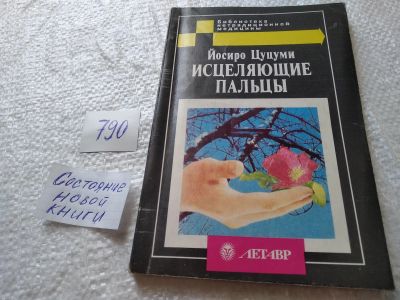 Библиотека
нетрадиционной
медицины
Йосиро Цуцуми
ИСЦЕЛЯЮЩИЕ
ПАЛЬЦЫ
ЛЕТАВР
790
Состояние
новой
книги